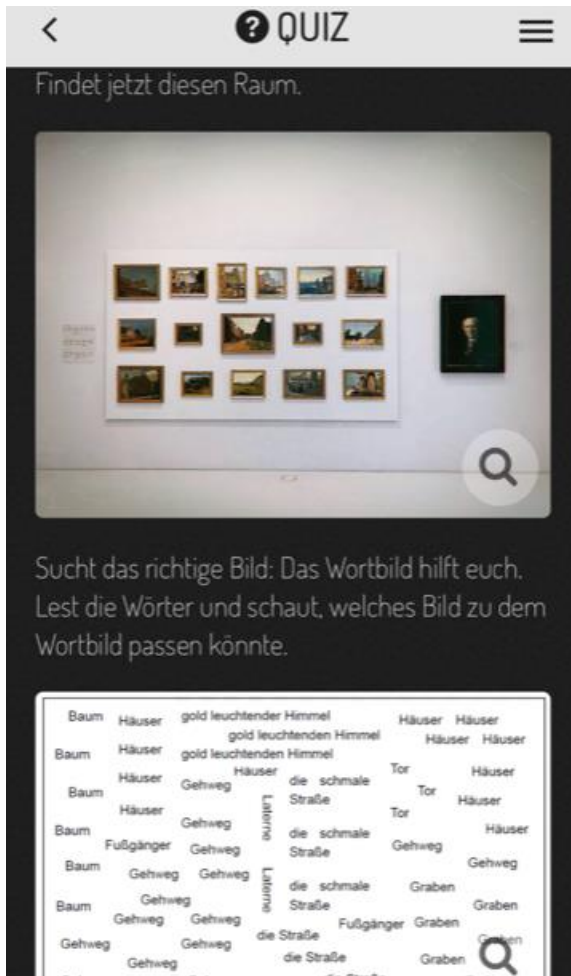 QUIZ
Findet jetzt diesen Raum.
Sucht das richtige Bild: Das Wortbild hilft euch.
Lest die Wörter und schaut, welches Bild zu dem
Wortbild passen könnte.
Baum Häuser gold leuchtender Himmel Häuser Häuser
gold leuchtenden Himmel Häuser Häuser
Baum Häuser gold leuchtenden Himmel
Häuser Gehweg Häuser die schmale Tor Häuser
Baum Straße Tor Häuser
Häuser Laterne Tor
Baum Gehweg die schmale Häuser
Fußgänger Gehweg Straße Gehweg
Baum Gehweg Gehweg Laterne Gehweg
die schmale Graben
Baum Gehweg Straße Graben
Gehweg Gehweg Fußgänger Graben
Gehweg Gehweg die Straße Graben
Gehweg die Straße Graben